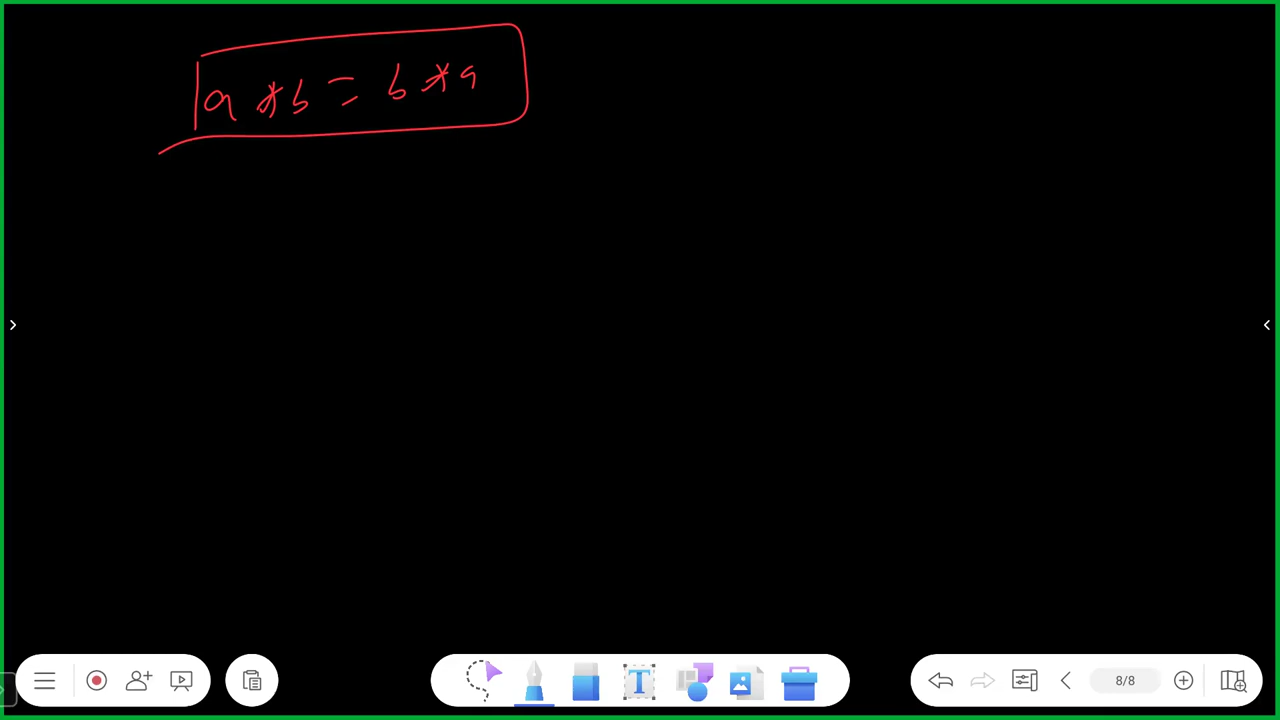 a * b = b * a
8/8